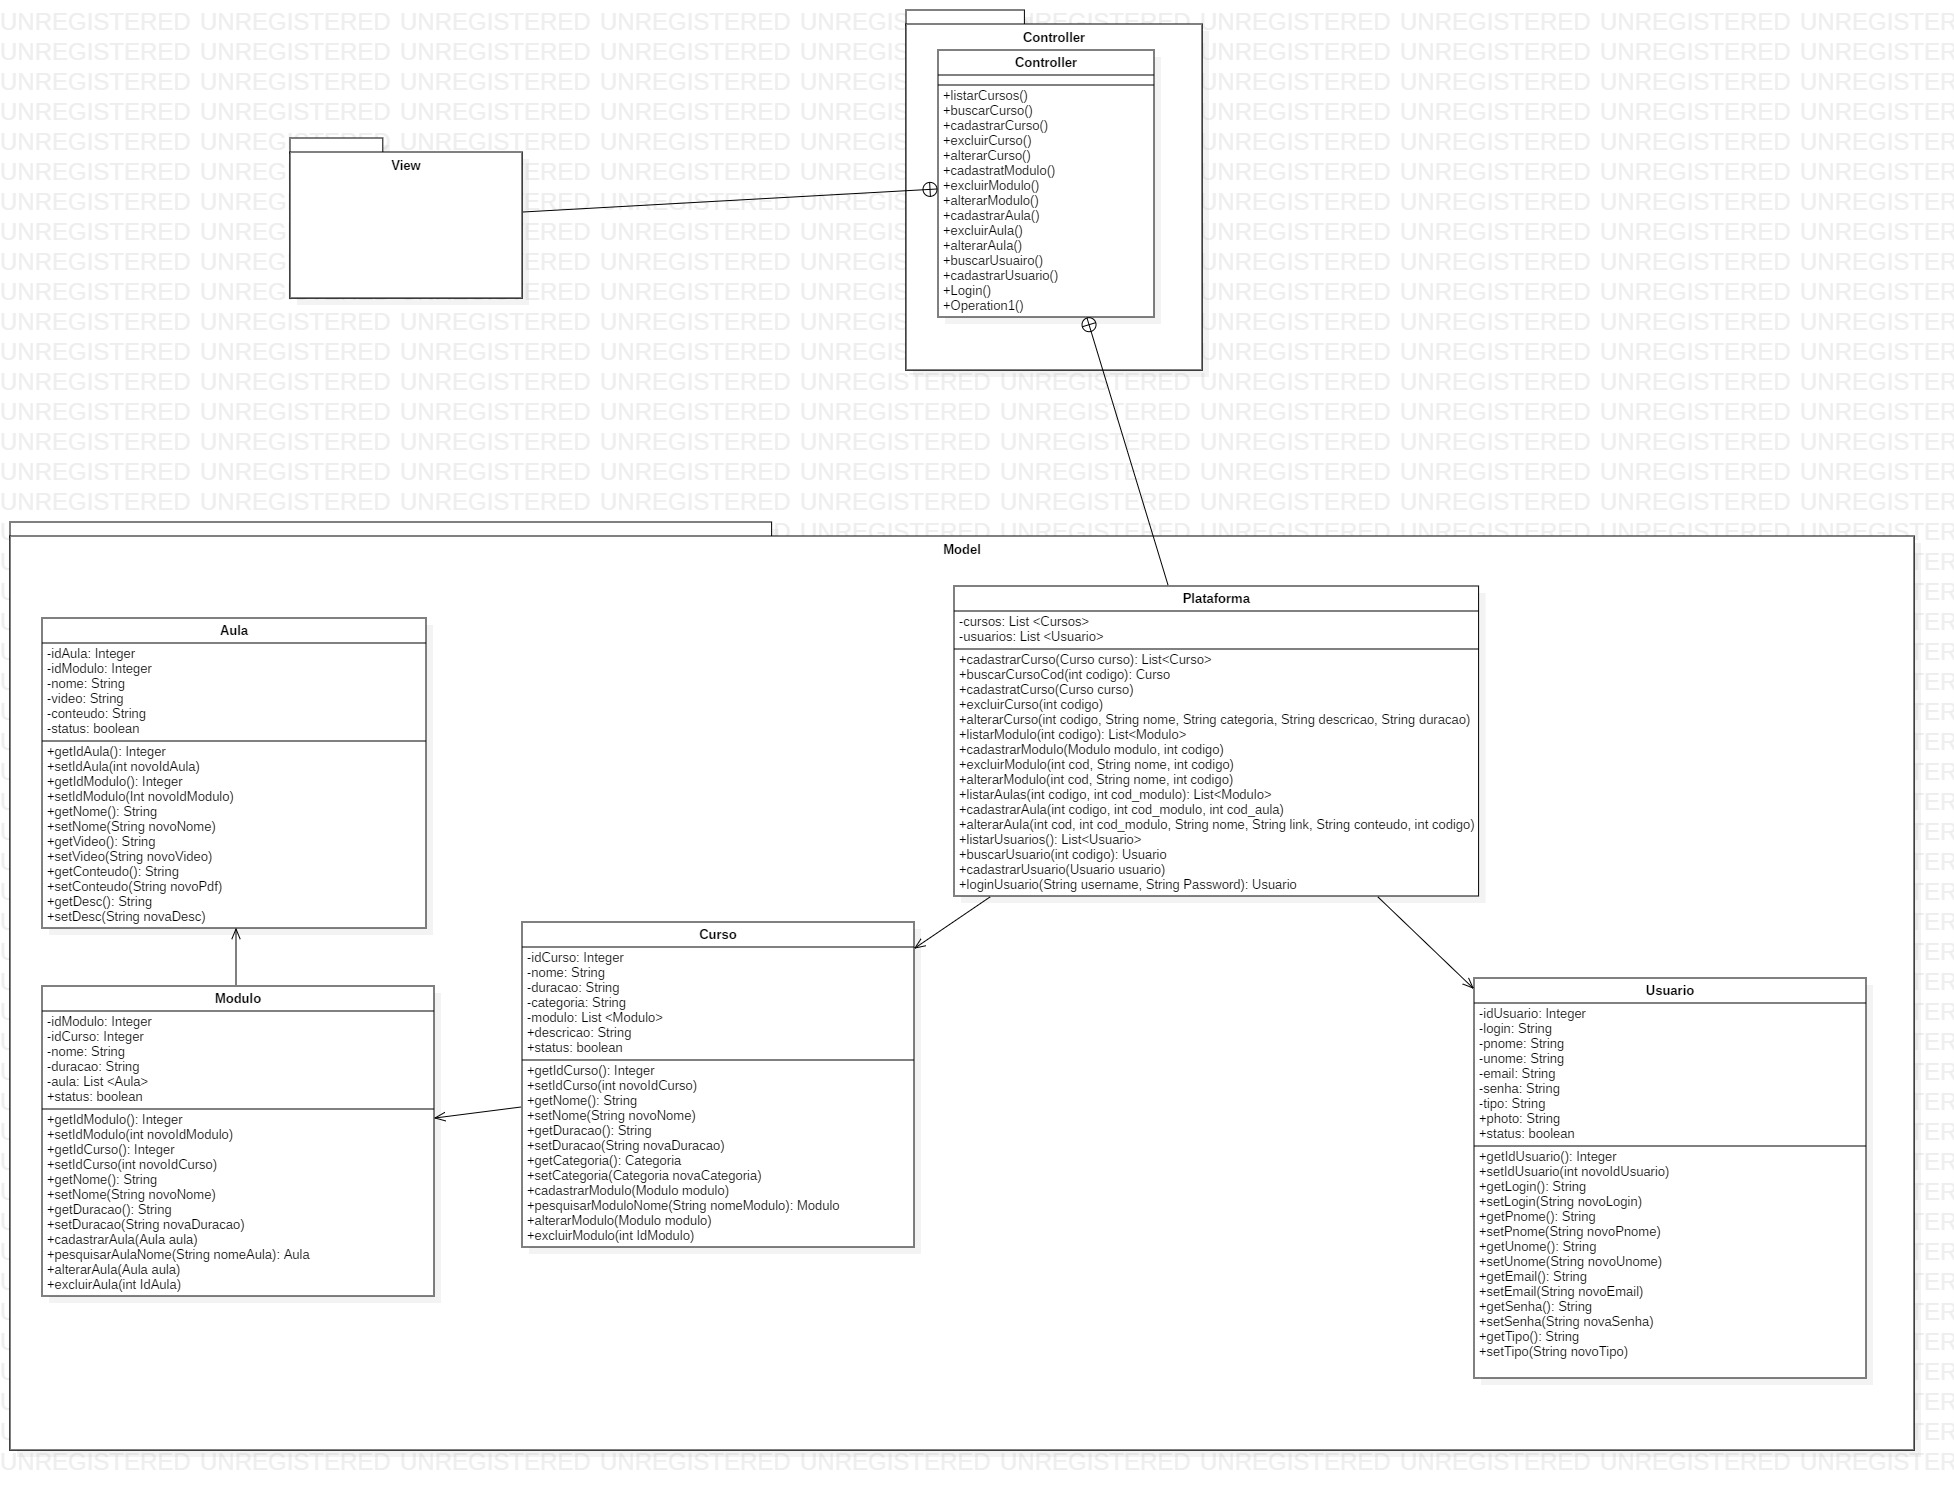 Controller
Controller
+listarCursos()
+buscarCurso()
+cadastrarCurso()
+excluirCurso()
+alterarCurso()
+cadastratModulo()
+excluirModulo()
+alterarModulo()
+cadastrarAula()
+excluirAula()
+alterarAula()
+buscarUsuairo()
+cadastrarUsuario()
+Login()
+Operation1()
View
Model
Plataforma
-cursos: List <Cursos>
-usuarios: List <Usuario>
+cadastrarCurso(Curso curso): List<Curso>
+buscarCursoCod(int codigo): Curso
+cadastratCurso(Curso curso)
+excluirCurso(int codigo)
+alterarCurso(int codigo, String nome, String categoria, String descricao, String duracao)
+listarModulo(int codigo): List<Modulo>
+cadastrarModulo(Modulo modulo, int codigo)
+excluirModulo(int cod, String nome, int codigo)
+alterarModulo(int cod, String nome, int codigo)
+listarAulas(int codigo, int cod_modulo): List<Modulo>
+cadastrarAula(int codigo, int cod_modulo, int cod_aula)
+alterarAula(int cod, int cod_modulo, String nome, String link, String conteudo, int codigo)
+listarUsuarios(): List<Usuario>
+buscarUsuario(int codigo): Usuario
+cadastrarUsuario(Usuario usuario)
+loginUsuario(String username, String Password): Usuario
Aula
-idAula: Integer
-idModulo: Integer
-nome: String
-video: String
-conteudo: String
-status: boolean
+getIdAula(): Integer
+setIdAula(int novoIdAula)
+getIdModulo(): Integer
+setIdModulo(Int novoIdModulo)
+getNome(): String
+setNome(String novoNome)
+getVideo(): String
+setVideo(String novoVideo)
+getConteudo(): String
+setConteudo(String novoPdf)
+getDesc(): String
+setDesc(String novaDesc)
Curso
-idCurso: Integer
-nome: String
-duracao: String
-categoria: String
-modulo: List <Modulo>
+descricao: String
+status: boolean
+getIdCurso(): Integer
+setIdCurso(int novoIdCurso)
+getNome(): String
+setNome(String novoNome)
+getDuracao(): String
+setDuracao(String novaDuracao)
+getCategoria(): Categoria
+setCategoria(Categoria novaCategoria)
+cadastrarModulo(Modulo modulo)
+pesquisarModuloNome(String nomeModulo): Modulo
+alterarModulo(Modulo modulo)
+excluirModulo(int IdModulo)
Modulo
-idModulo: Integer
-idCurso: Integer
-nome: String
-duracao: String
-aula: List <Aula>
+status: boolean
+getIdModulo(): Integer
+setIdModulo(int novoIdModulo)
+getIdCurso(): Integer
+setIdCurso(int novoIdCurso)
+getNome(): String
+setNome(String novoNome)
+getDuracao(): String
+setDuracao(String novaDuracao)
+cadastrarAula(Aula aula)
+pesquisarAulaNome(String nomeAula): Aula
+alterarAula(Aula aula)
+excluirAula(int IdAula)
Usuario
-idUsuario: Integer
-login: String
-pnome: String
-unome: String
-email: String
-senha: String
-tipo: String
+photo: String
+status: boolean
+getIdUsuario(): Integer
+setIdUsuario(int novoIdUsuario)
+getLogin(): String
+setLogin(String novoLogin)
+getPnome(): String
+setPnome(String novoPnome)
+getUnome(): String
+setUnome(String novoUnome)
+getEmail(): String
+setEmail(String novoEmail)
+getSenha(): String
+setSenha(String novaSenha)
+getTipo(): String
+setTipo(String novoTipo)
UNREGISTERED